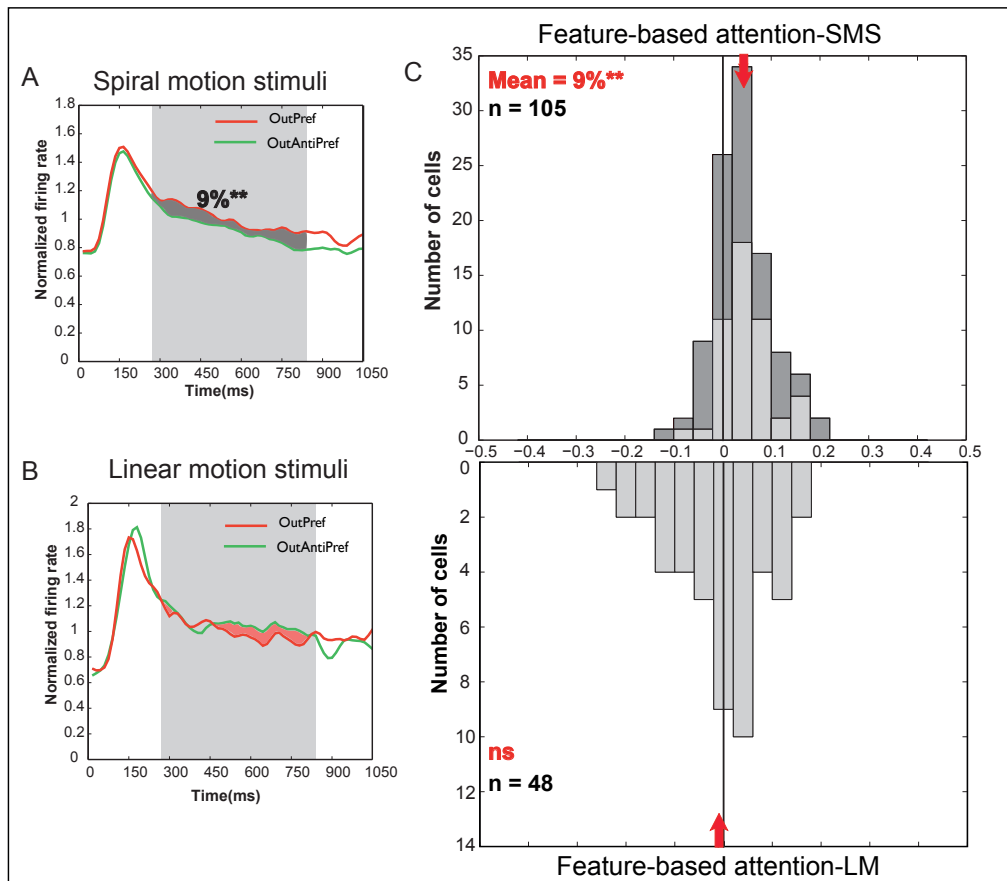 A
Spiral motion stimuli
1.8
1.6
1.4
1.2
1
0.8
0.6
0.4
0.2
0
Normalized firing rate
OutPref
OutAntiPref
9%**
0 150 300 450 600 750 900 1050
Time(ms)
B
Linear motion stimuli
2
1.8
1.6
1.4
1.2
1
0.8
0.6
0.4
0.2
0
Normalized firing rate
OutPref
OutAntiPref
0 150 300 450 600 750 900 1050
Time(ms)
C
Feature-based attention-SMS
35
30
25
20
15
10
5
0
Number of cells
Mean = 9%**
n = 105
−0.5 −0.4 −0.3 −0.2 −0.1 0 0.1 0.2 0.3 0.4 0.5
0
2
4
6
8
10
12
14
Number of cells
ns
n = 48
Feature-based attention-LM